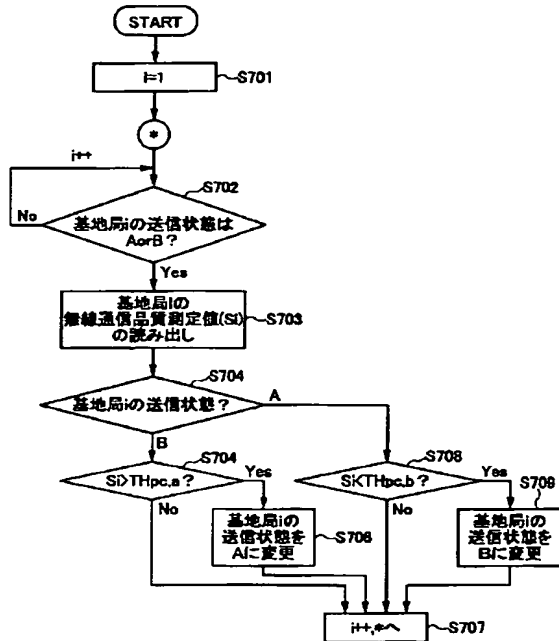 START
i=1
S701
*
i++
S702
No
基地局iの送信状態は
AorB?
Yes
基地局iの
無線通信品質測定値(Si)
の読み出し
S703
S704
基地局iの送信状態?
A
B
S704
Si>THpc,a?
Yes
No
S708
Si<THpc,b?
Yes
No
S709
基地局iの
送信状態を
Aに変更
S706
基地局iの
送信状態を
Bに変更
i++,*へ
S707